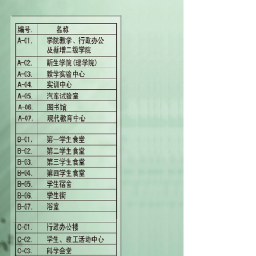 编号. 名称
A-01. 学院教学、行政办公
及新增二级学院
A-02. 新生学院(理学院)
A-03. 数学实验中心
A-04. 实训中心
A-05. 汽车试验室
A-06. 图书馆
A-07. 现代教育中心
B-01. 第一学生食堂
B-02. 第二学生食堂
B-03. 第三学生食堂
B-04. 第四学生食堂
B-05. 学生宿舍
B-06. 学生街
B-07. 浴室
C-01. 行政办公楼
C-02. 学生、教工活动中心
C-03. 科学会堂